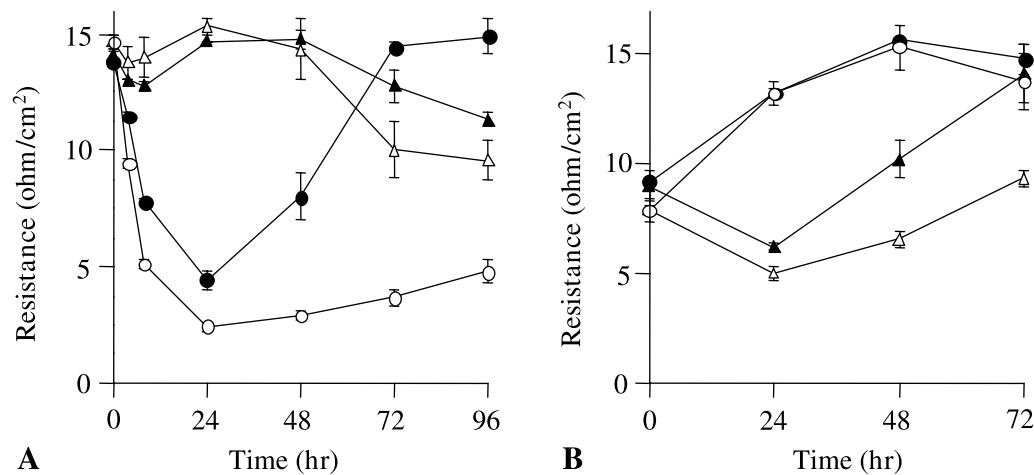 Resistance (ohm/cm²)
15
10
5
0
0 24 48 72 96
Time (hr)
A
Resistance (ohm/cm²)
15
10
5
0
0 24 48 72
Time (hr)
B